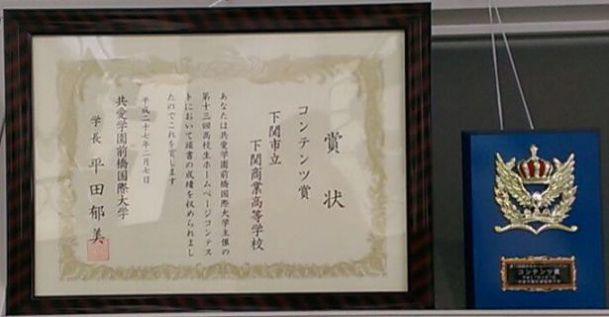 賞状
コンテンツ賞
下関市立
下関商業高等学校
あなたは共愛学園前橋国際大学主催の
第十三回高校生ホームページコンテス
トにおいて頭書の成績を収められまし
たのでこれを賞します
平成二十七年二月七日
共愛学園前橋国際大学
学長 平田郁美
コンテンツ賞